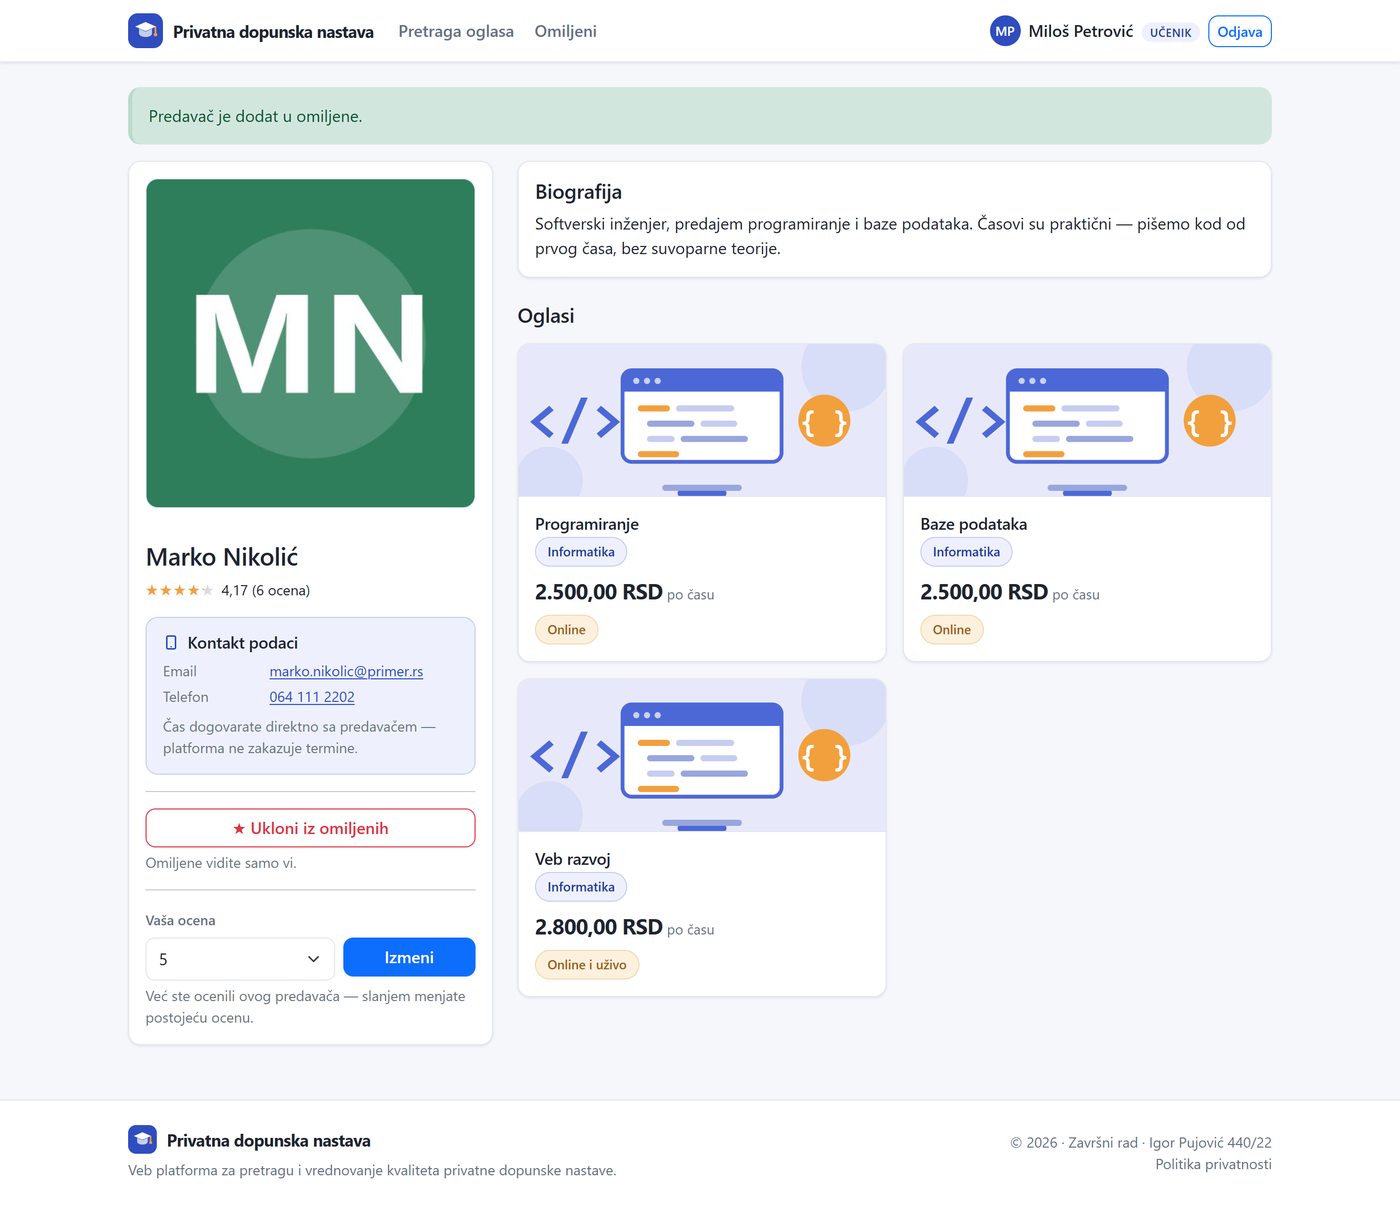 Privatna dopunska nastava
Pretraga oglasa
Omiljeni
MP
Miloš Petrović
UČENIK
Odjava
Predavač je dodat u omiljene.
MN
Marko Nikolić
★★★★★ 4,17 (6 ocena)
Kontakt podaci
Email marko.nikolic@primer.rs
Telefon 064 111 2202
Čas dogovarate direktno sa predavačem —
platforma ne zakazuje termine.
★ Ukloni iz omiljenih
Omiljene vidite samo vi.
Vaša ocena
5
Izmeni
Već ste ocenili ovog predavača — slanjem menjate
postojeću ocenu.
Biografija
Softverski inženjer, predajem programiranje i baze podataka. Časovi su praktični — pišemo kod od
prvog časa, bez suvoparne teorije.
Oglasi
</> { }
Programiranje
Informatika
2.500,00 RSD po času
Online
</> { }
Baze podataka
Informatika
2.500,00 RSD po času
Online
</> { }
Veb razvoj
Informatika
2.800,00 RSD po času
Online i uživo
Privatna dopunska nastava
Veb platforma za pretragu i vrednovanje kvaliteta privatne dopunske nastave.
© 2026 · Završni rad · Igor Pujović 440/22
Politika privatnosti